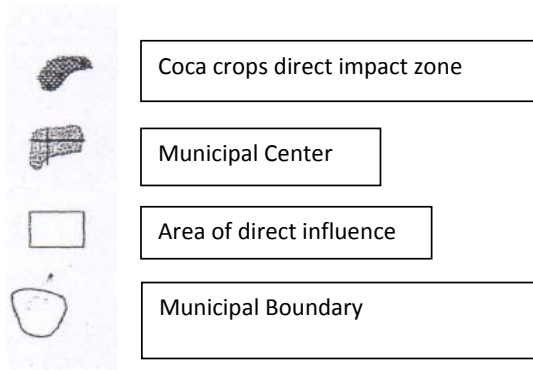 Coca crops direct impact zone
Municipal Center
Area of direct influence
Municipal Boundary